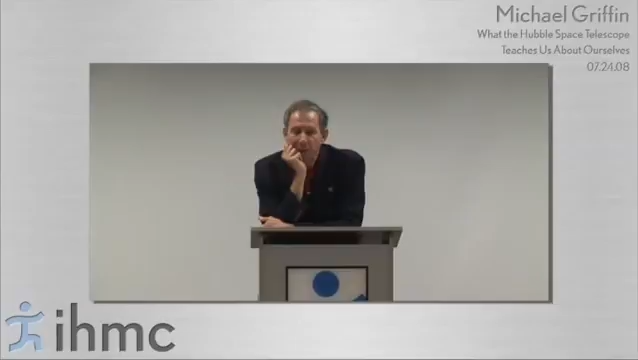 Michael Griffin
What the Hubble Space Telescope
Teaches Us About Ourselves
07.24.08
ihmc